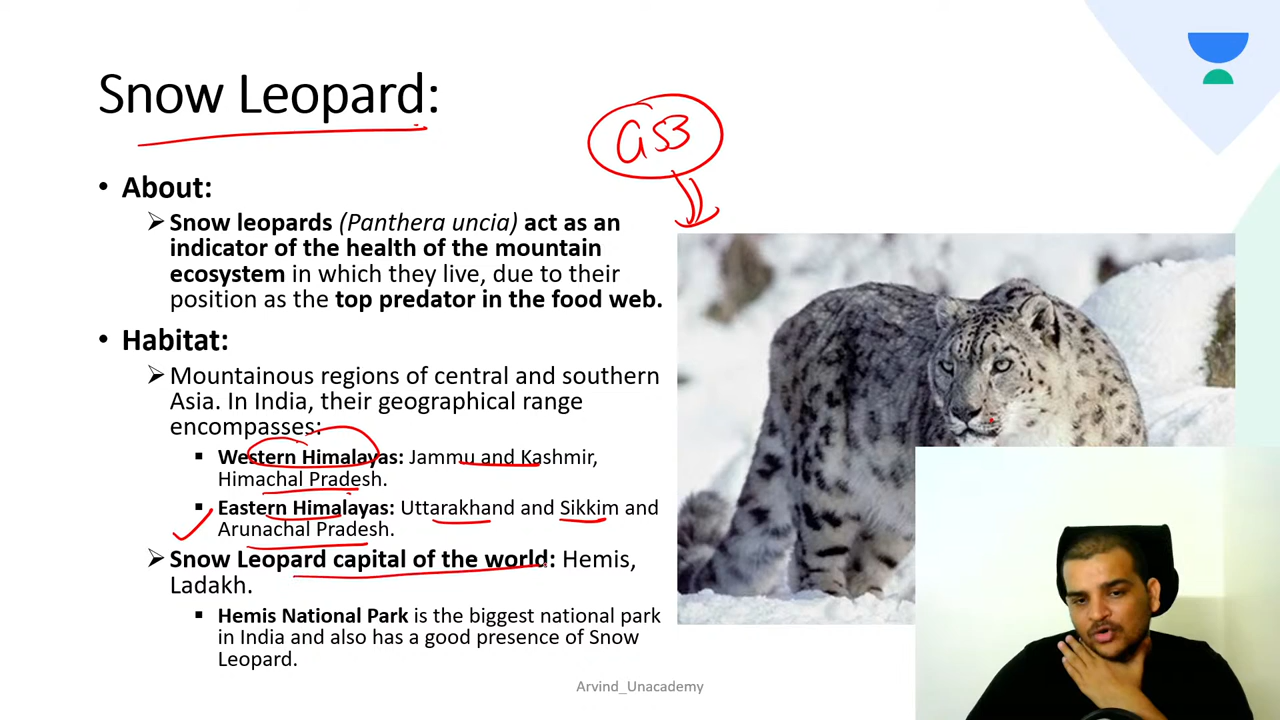 Snow Leopard:
GS3
• About:
➢ Snow leopards (Panthera uncia) act as an
indicator of the health of the mountain
ecosystem in which they live, due to their
position as the top predator in the food web.
• Habitat:
➢ Mountainous regions of central and southern
Asia. In India, their geographical range
encompasses:
▪ Western Himalayas: Jammu and Kashmir,
Himachal Pradesh.
▪ Eastern Himalayas: Uttarakhand and Sikkim and
Arunachal Pradesh.
➢ Snow Leopard capital of the world: Hemis,
Ladakh.
▪ Hemis National Park is the biggest national park
in India and also has a good presence of Snow
Leopard.
Arvind_Unacademy